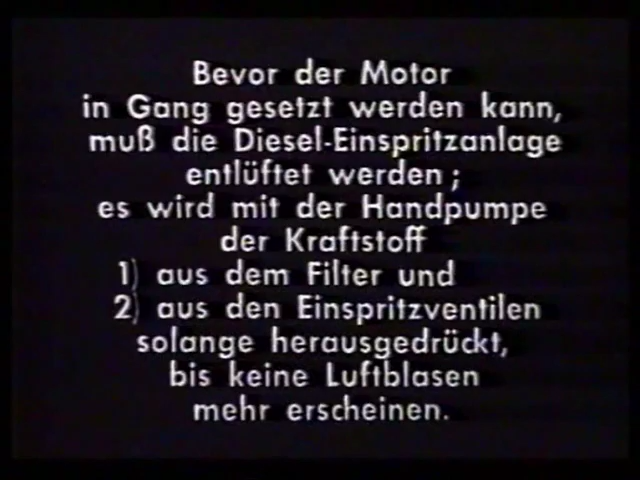 Bevor der Motor
in Gang gesetzt werden kann,
muß die Diesel-Einspritzanlage
entlüftet werden;
es wird mit der Handpumpe
der Kraftstoff
1) aus dem Filter und
2) aus den Einspritzventilen
solange herausgedrückt,
bis keine Luftblasen
mehr erscheinen.